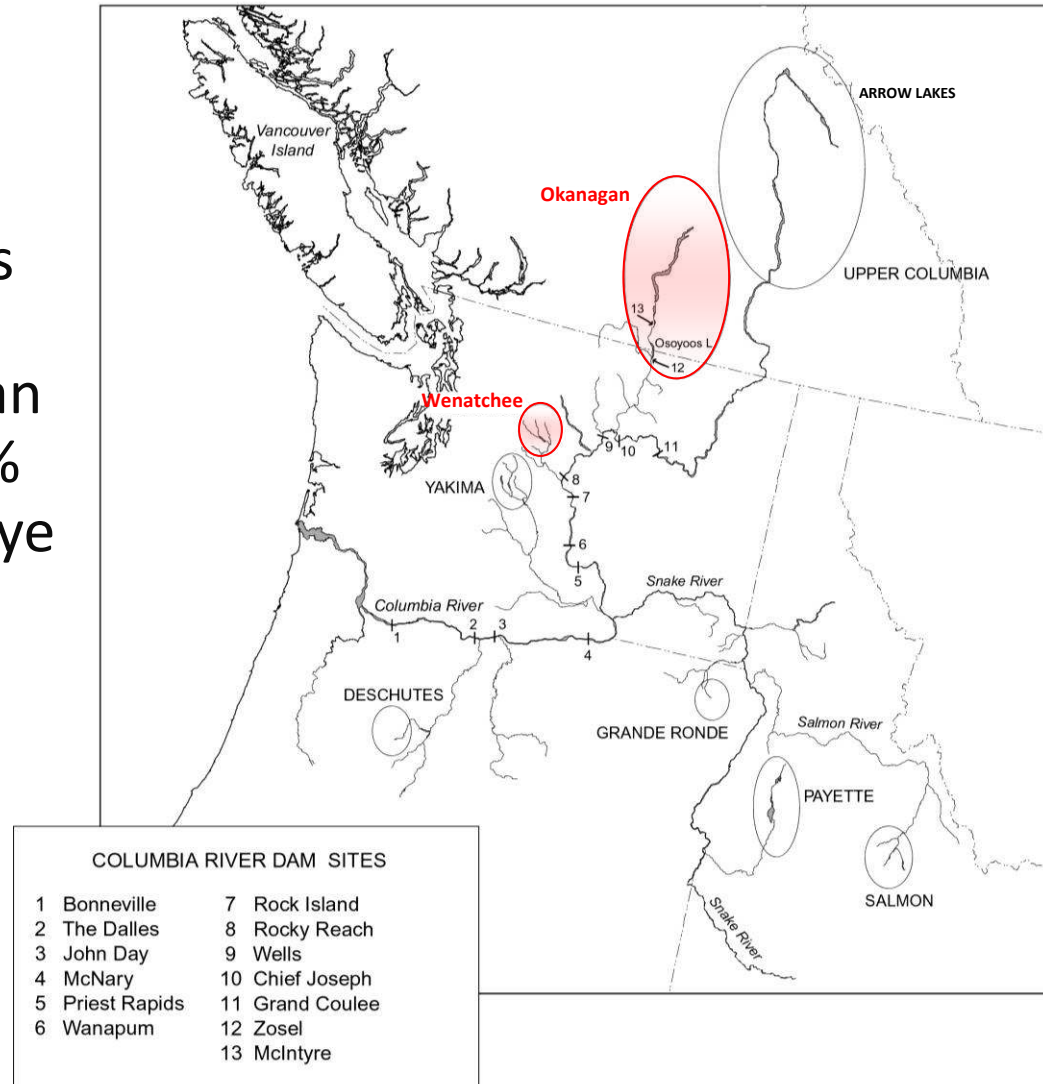 s
nn
%
ye
ARROW LAKES
Vancouver
Island
Okanagan
UPPER COLUMBIA
13
Osoyoos L
12
Wenatchee
9
10
11
8
YAKIMA
7
6
5
Snake River
Columbia River
1
2
3
4
DESCHUTES
GRANDE RONDE
Salmon River
PAYETTE
SALMON
Snake River
COLUMBIA RIVER DAM SITES
1 Bonneville
2 The Dalles
3 John Day
4 McNary
5 Priest Rapids
6 Wanapum
7 Rock Island
8 Rocky Reach
9 Wells
10 Chief Joseph
11 Grand Coulee
12 Zosel
13 McIntyre